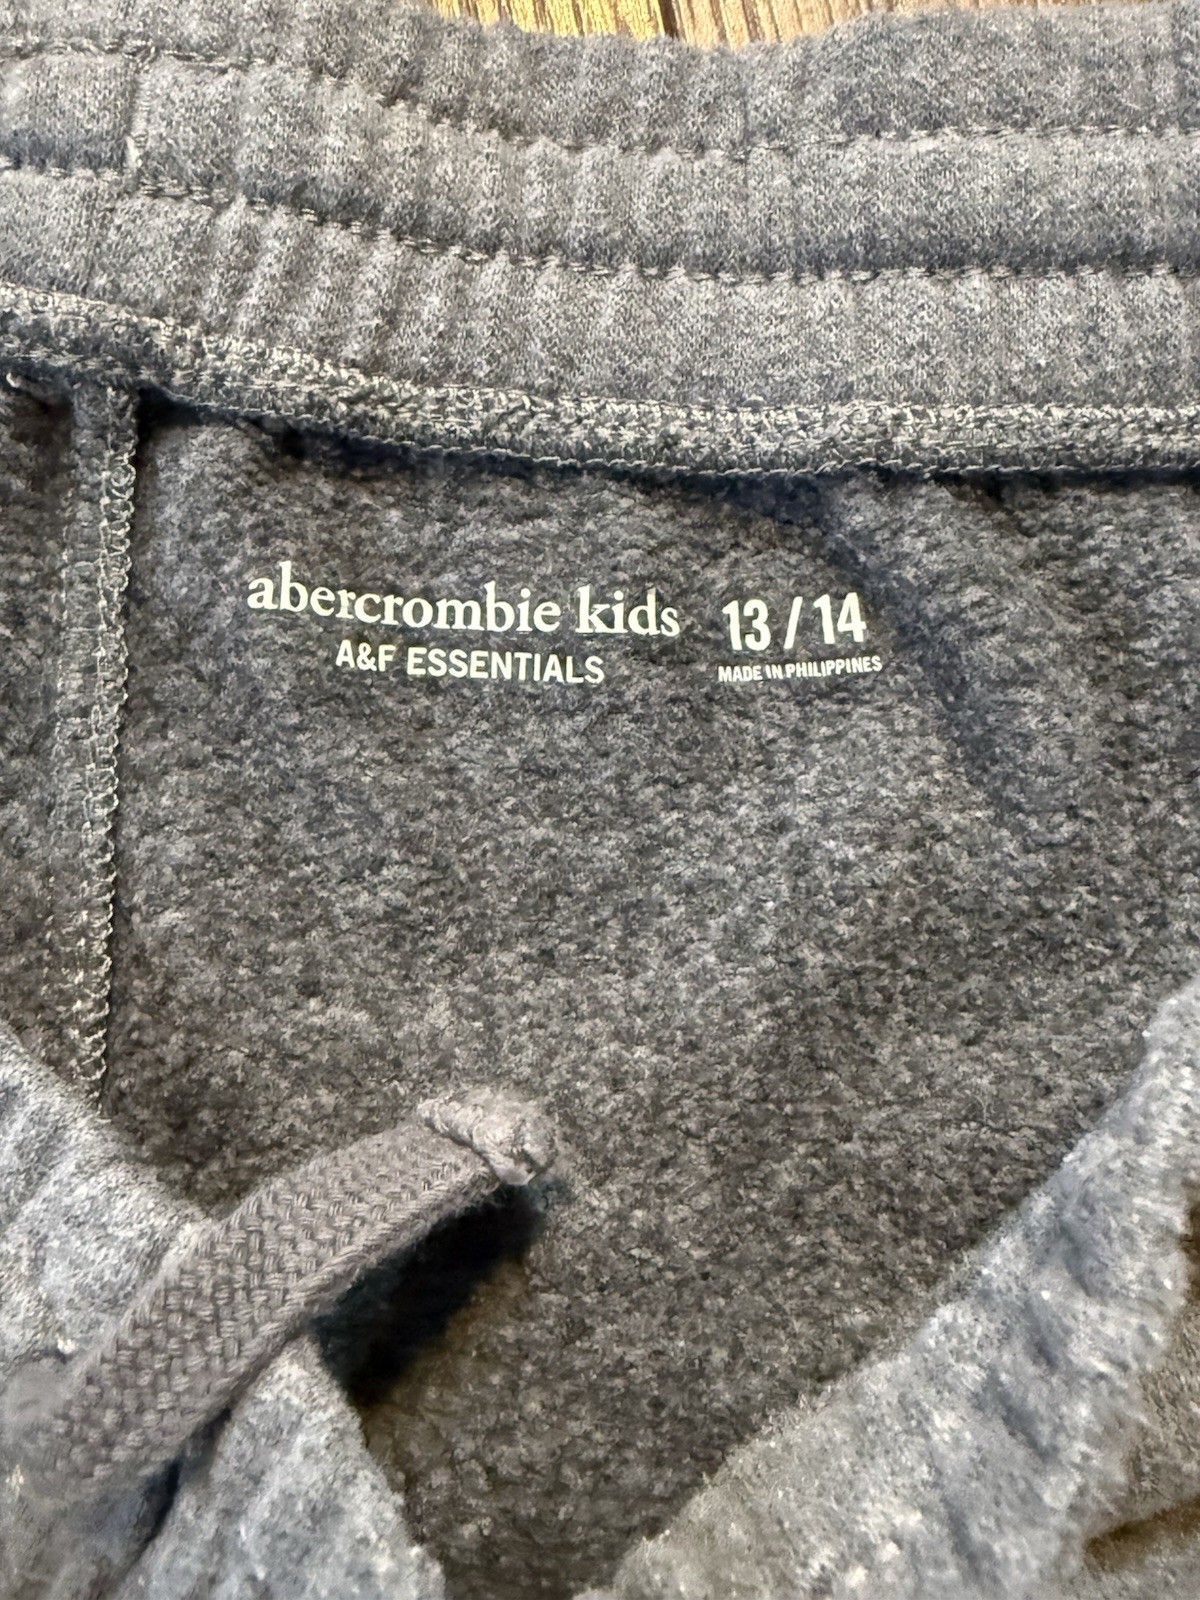 abercrombie kids
A&F ESSENTIALS
13 / 14
MADE IN PHILIPPINES